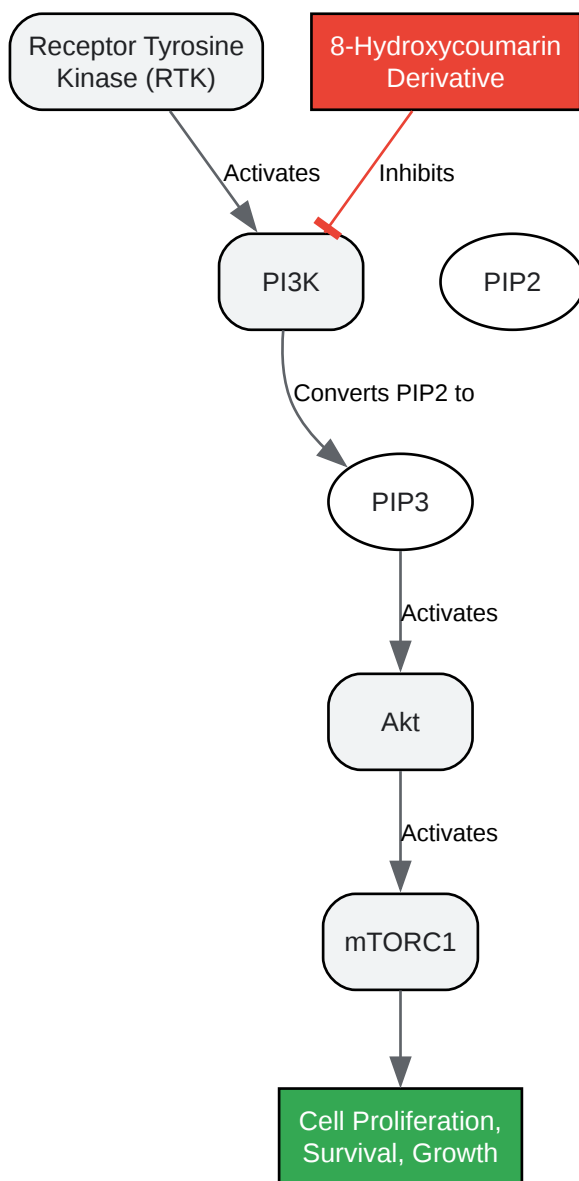 Receptor Tyrosine
Kinase (RTK)
8-Hydroxycoumarin
Derivative
Activates
Inhibits
PI3K
PIP2
Converts PIP2 to
PIP3
Activates
Akt
Activates
mTORC1
Cell Proliferation,
Survival, Growth